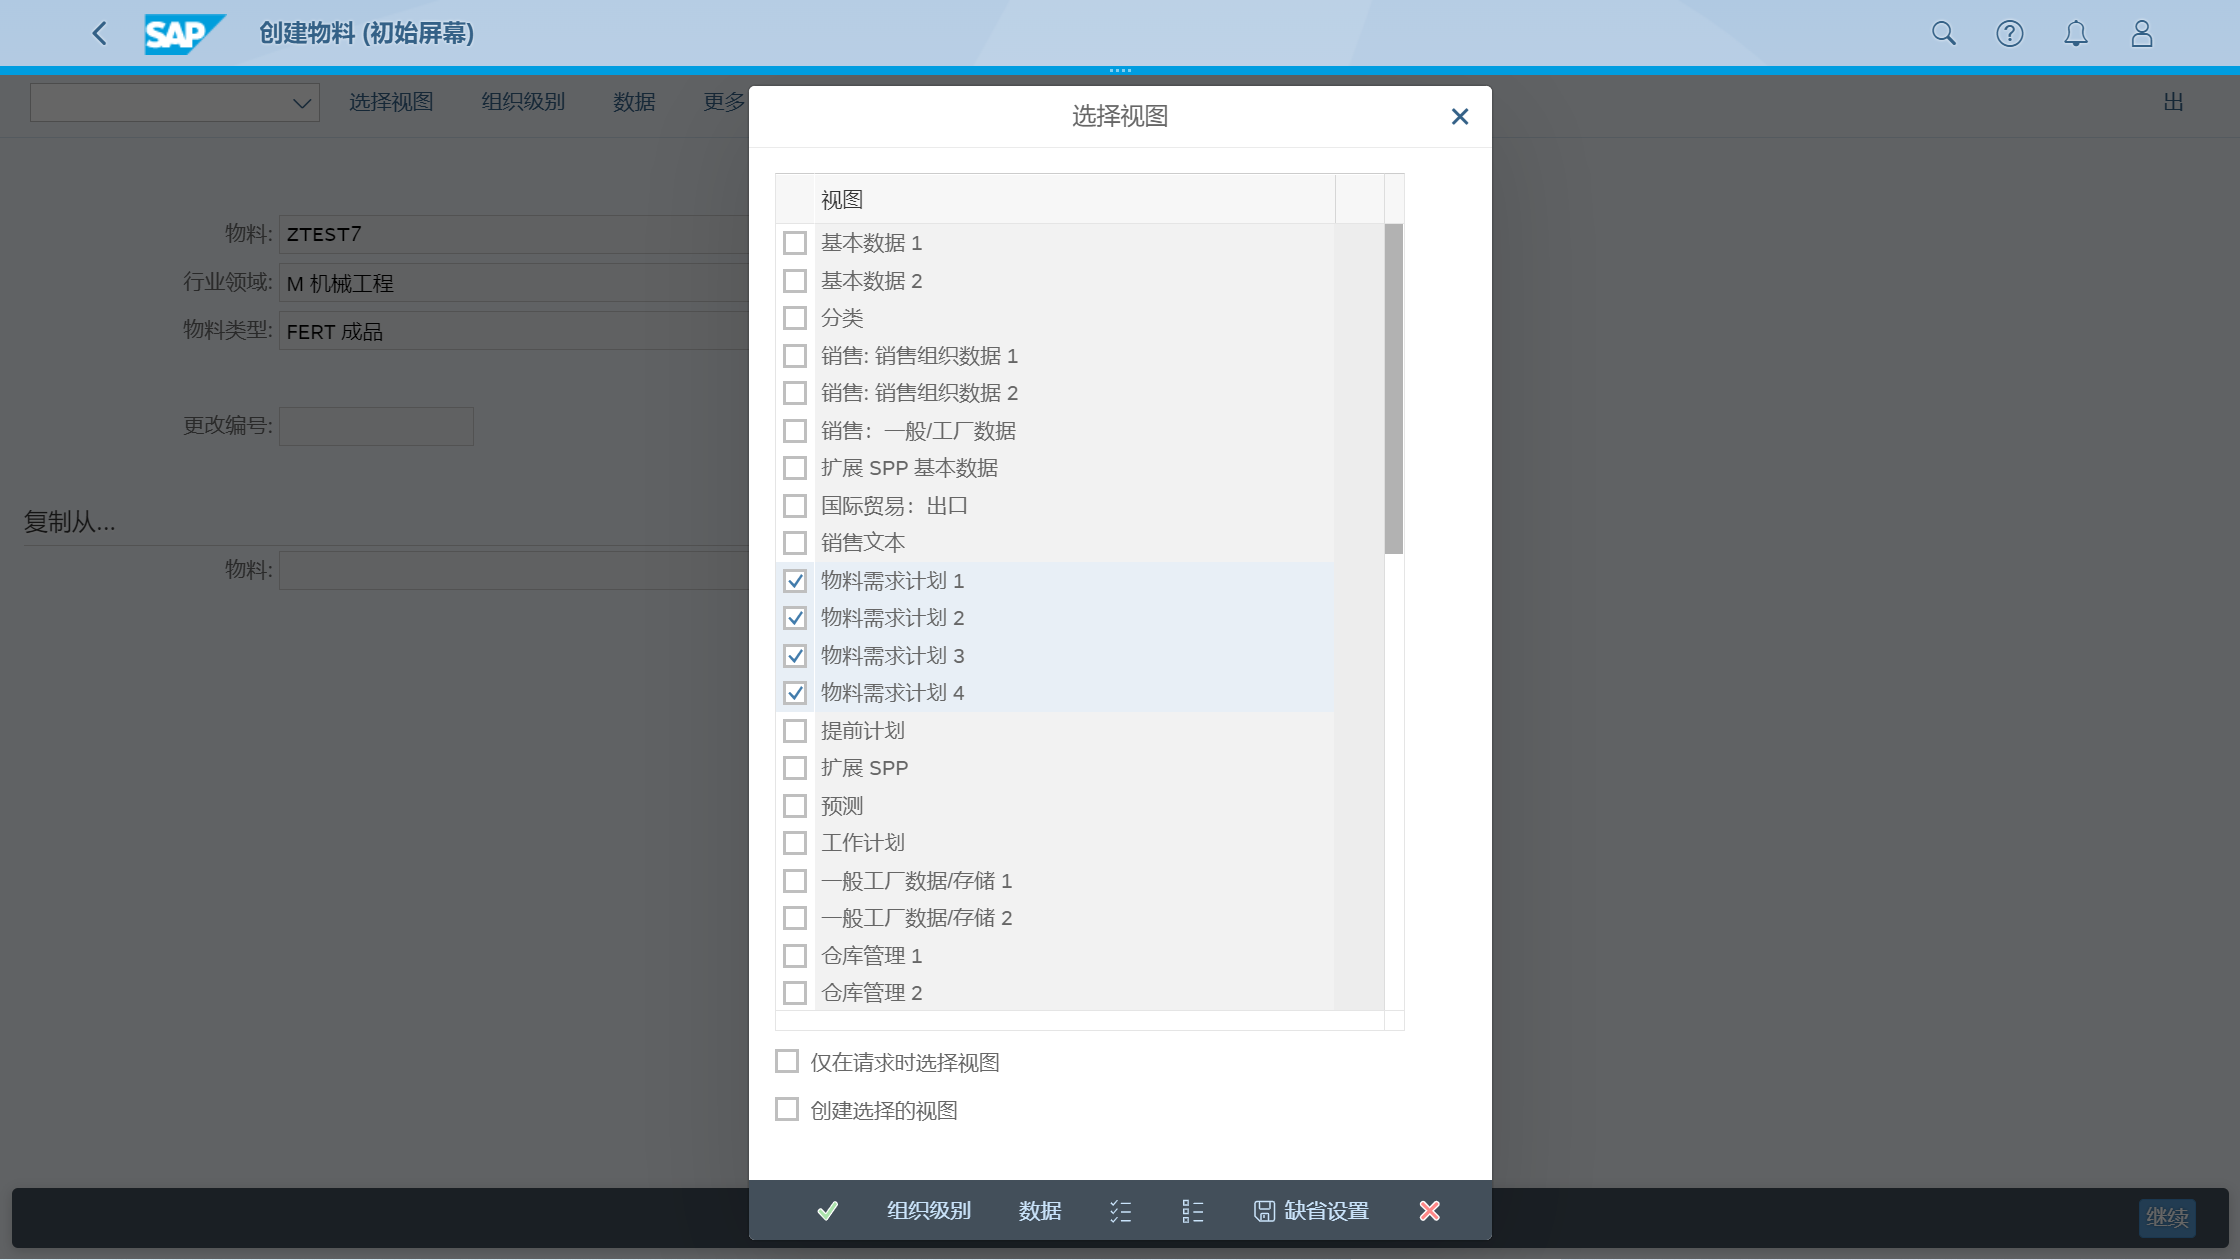 SAP 创建物料 (初始屏幕)
选择视图 组织级别 数据 更多 出
物料: ZTEST7
行业领域: M 机械工程
物料类型: FERT 成品
更改编号:
复制从...
物料:
选择视图
视图
基本数据 1
基本数据 2
分类
销售: 销售组织数据 1
销售: 销售组织数据 2
销售：一般/工厂数据
扩展 SPP 基本数据
国际贸易：出口
销售文本
物料需求计划 1
物料需求计划 2
物料需求计划 3
物料需求计划 4
提前计划
扩展 SPP
预测
工作计划
一般工厂数据/存储 1
一般工厂数据/存储 2
仓库管理 1
仓库管理 2
仅在请求时选择视图
创建选择的视图
组织级别 数据 缺省设置
继续